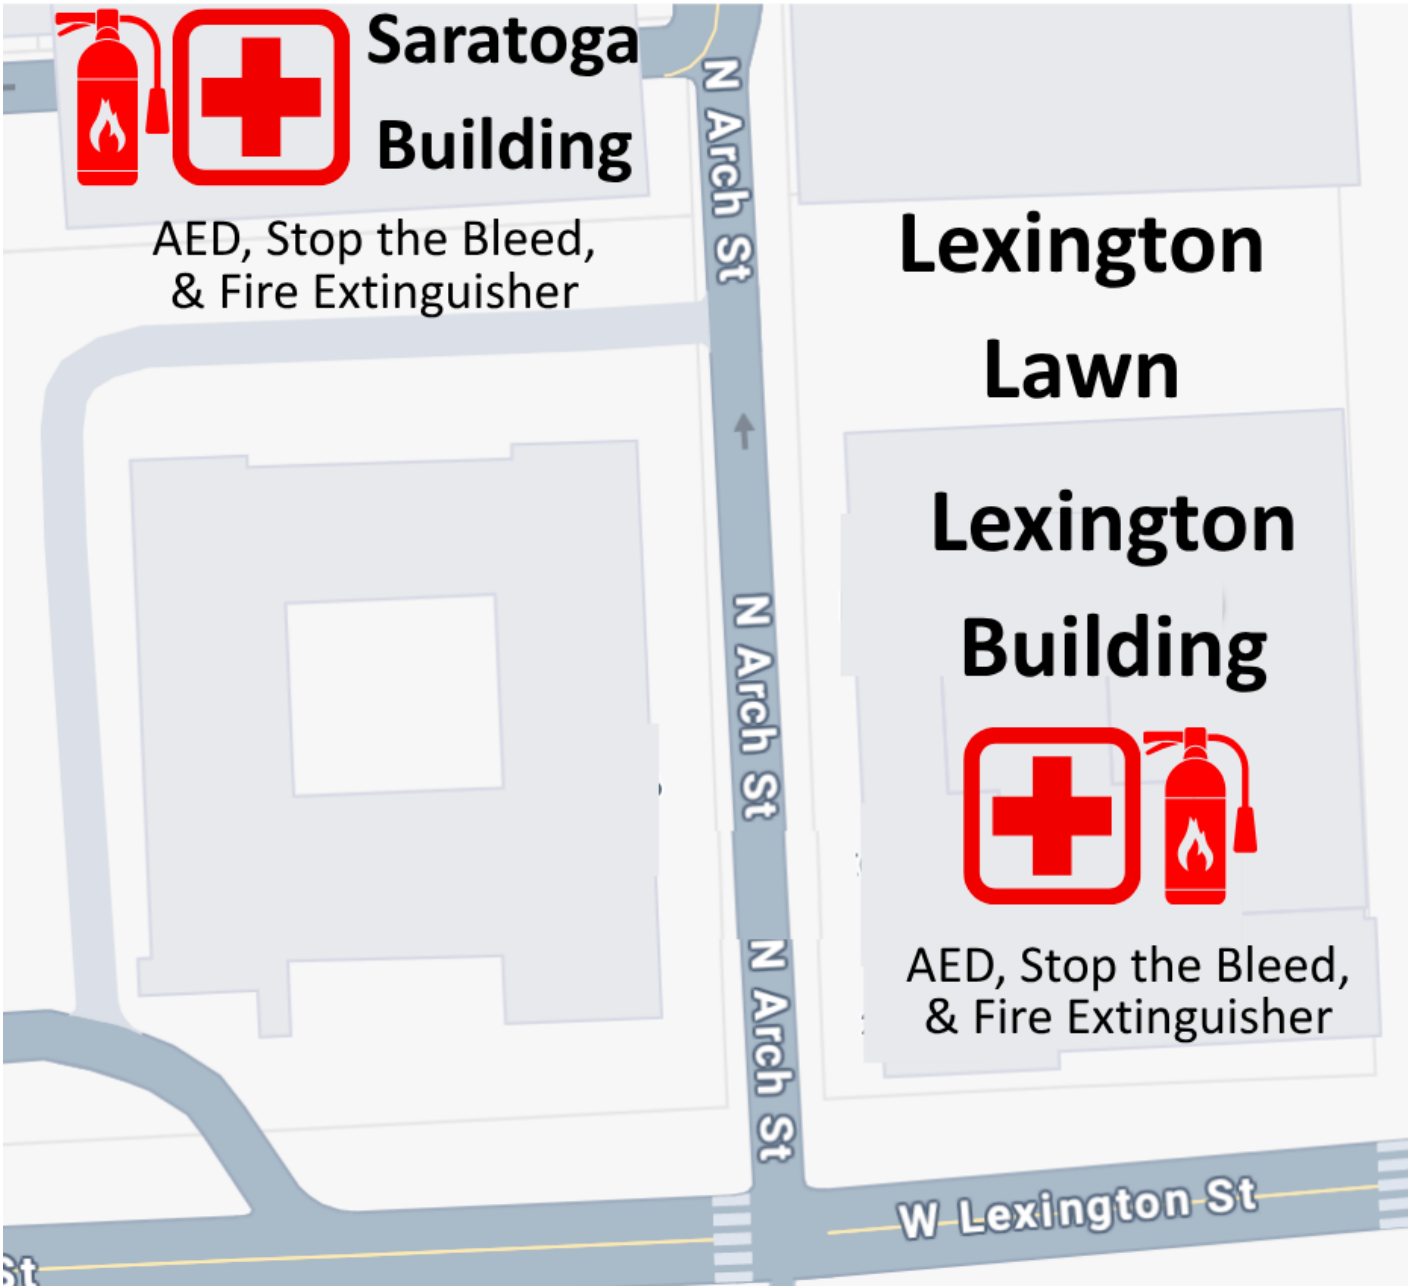 Saratoga
Building
AED, Stop the Bleed,
& Fire Extinguisher
N Arch St
Lexington
Lawn
Lexington
Building
AED, Stop the Bleed,
& Fire Extinguisher
N Arch St
N Arch St
W Lexington St
St